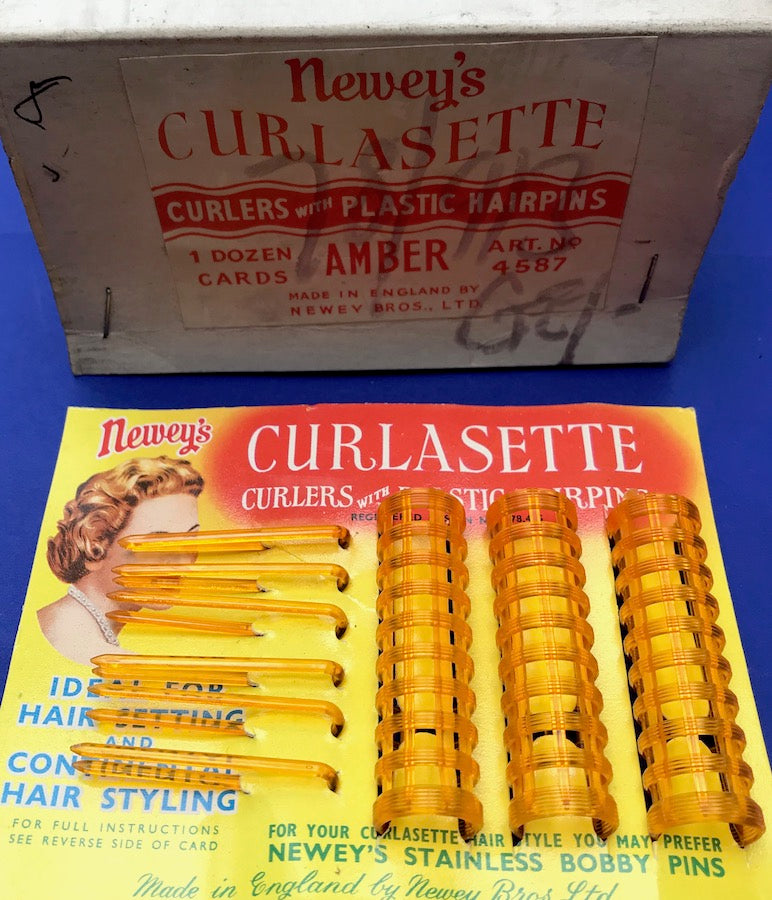 Newey's
CURLASETTE
CURLERS WITH PLASTIC HAIRPINS
1 DOZEN CARDS
AMBER
ART. No 4587
MADE IN ENGLAND BY
NEWEY BROS., LTD
Newey's
CURLASETTE
CURLERS WITH PLASTIC HAIRPINS
IDEAL FOR
HAIR SETTING
AND
CONTINENTAL
HAIR STYLING
FOR FULL INSTRUCTIONS
SEE REVERSE SIDE OF CARD
FOR YOUR CURLASETTE HAIR STYLE YOU MAY PREFER
NEWEY'S STAINLESS BOBBY PINS
Made in England by Newey Bros Ltd